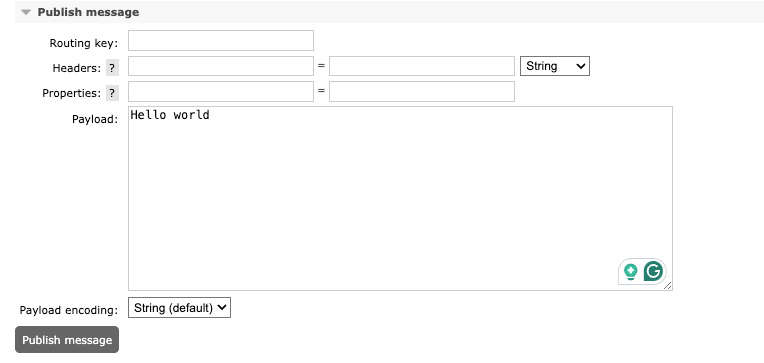 Publish message
Routing key:
Headers: ? = String
Properties: ? =
Payload: Hello world
G
Payload encoding: String (default)
Publish message